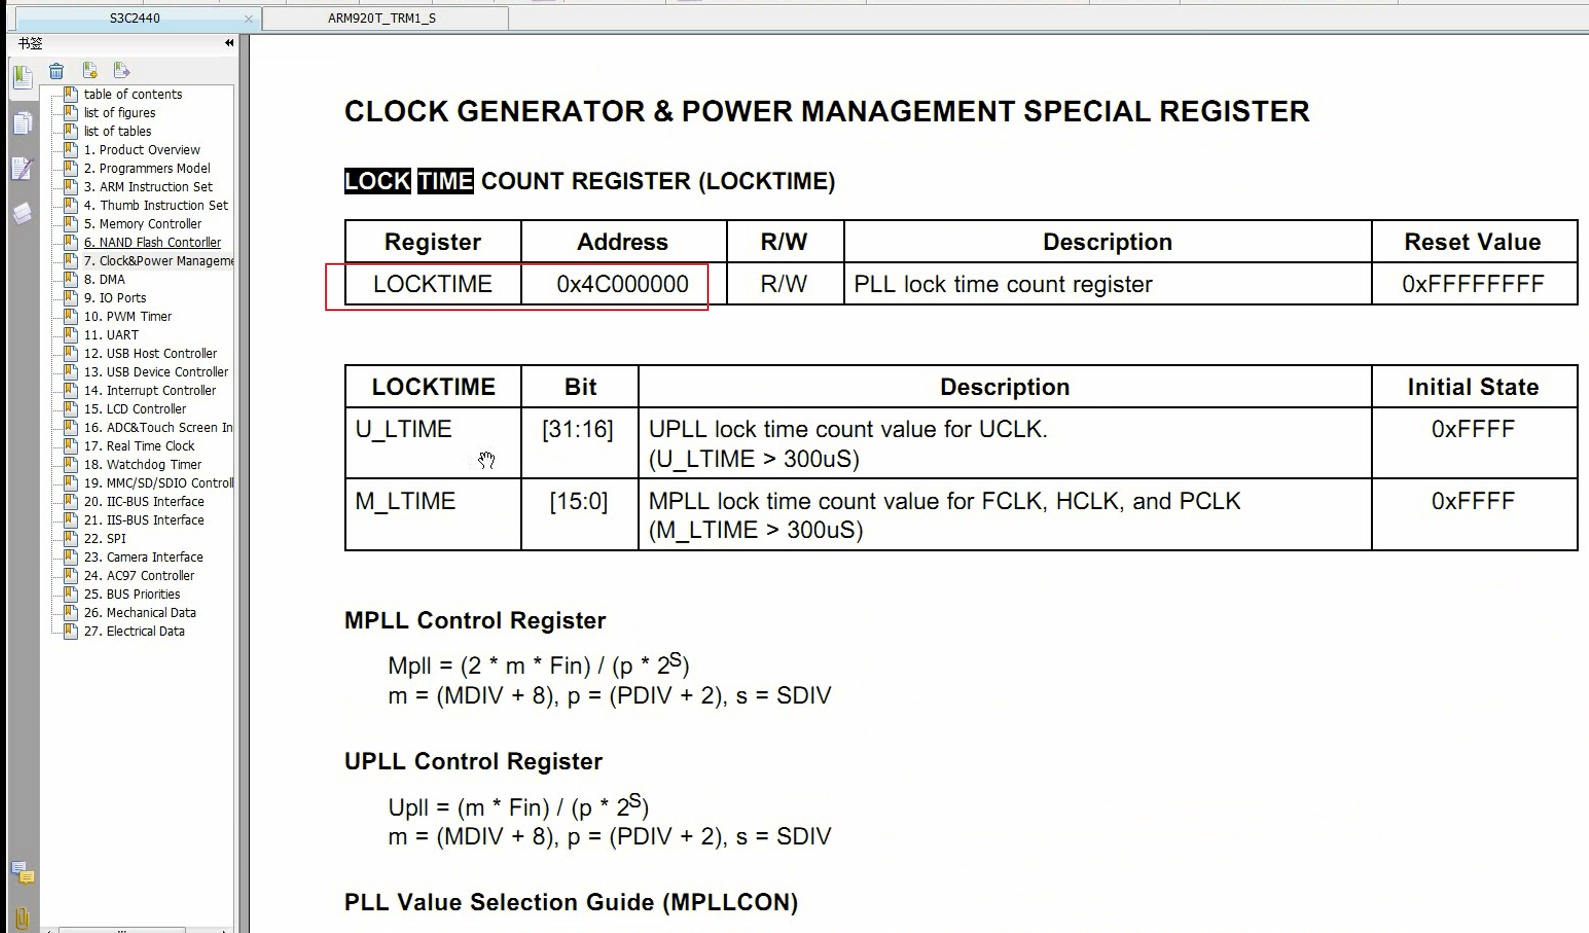 S3C2440
ARM920T_TRM1_S
书签
table of contents
list of figures
list of tables
1. Product Overview
2. Programmers Model
3. ARM Instruction Set
4. Thumb Instruction Set
5. Memory Controller
6. NAND Flash Contorller
7. Clock&Power Manageme
8. DMA
9. IO Ports
10. PWM Timer
11. UART
12. USB Host Controller
13. USB Device Controller
14. Interrupt Controller
15. LCD Controller
16. ADC&Touch Screen In
17. Real Time Clock
18. Watchdog Timer
19. MMC/SD/SDIO Control
20. IIC-BUS Interface
21. IIS-BUS Interface
22. SPI
23. Camera Interface
24. AC97 Controller
25. BUS Priorities
26. Mechanical Data
27. Electrical Data
CLOCK GENERATOR & POWER MANAGEMENT SPECIAL REGISTER
LOCK TIME COUNT REGISTER (LOCKTIME)
Register Address R/W Description Reset Value
LOCKTIME 0x4C000000 R/W PLL lock time count register 0xFFFFFFFF
LOCKTIME Bit Description Initial State
U_LTIME [31:16] UPLL lock time count value for UCLK. 0xFFFF
(U_LTIME > 300uS)
M_LTIME [15:0] MPLL lock time count value for FCLK, HCLK, and PCLK 0xFFFF
(M_LTIME > 300uS)
MPLL Control Register
Mpll = (2 * m * Fin) / (p * 2S)
m = (MDIV + 8), p = (PDIV + 2), s = SDIV
UPLL Control Register
Upll = (m * Fin) / (p * 2S)
m = (MDIV + 8), p = (PDIV + 2), s = SDIV
PLL Value Selection Guide (MPLLCON)